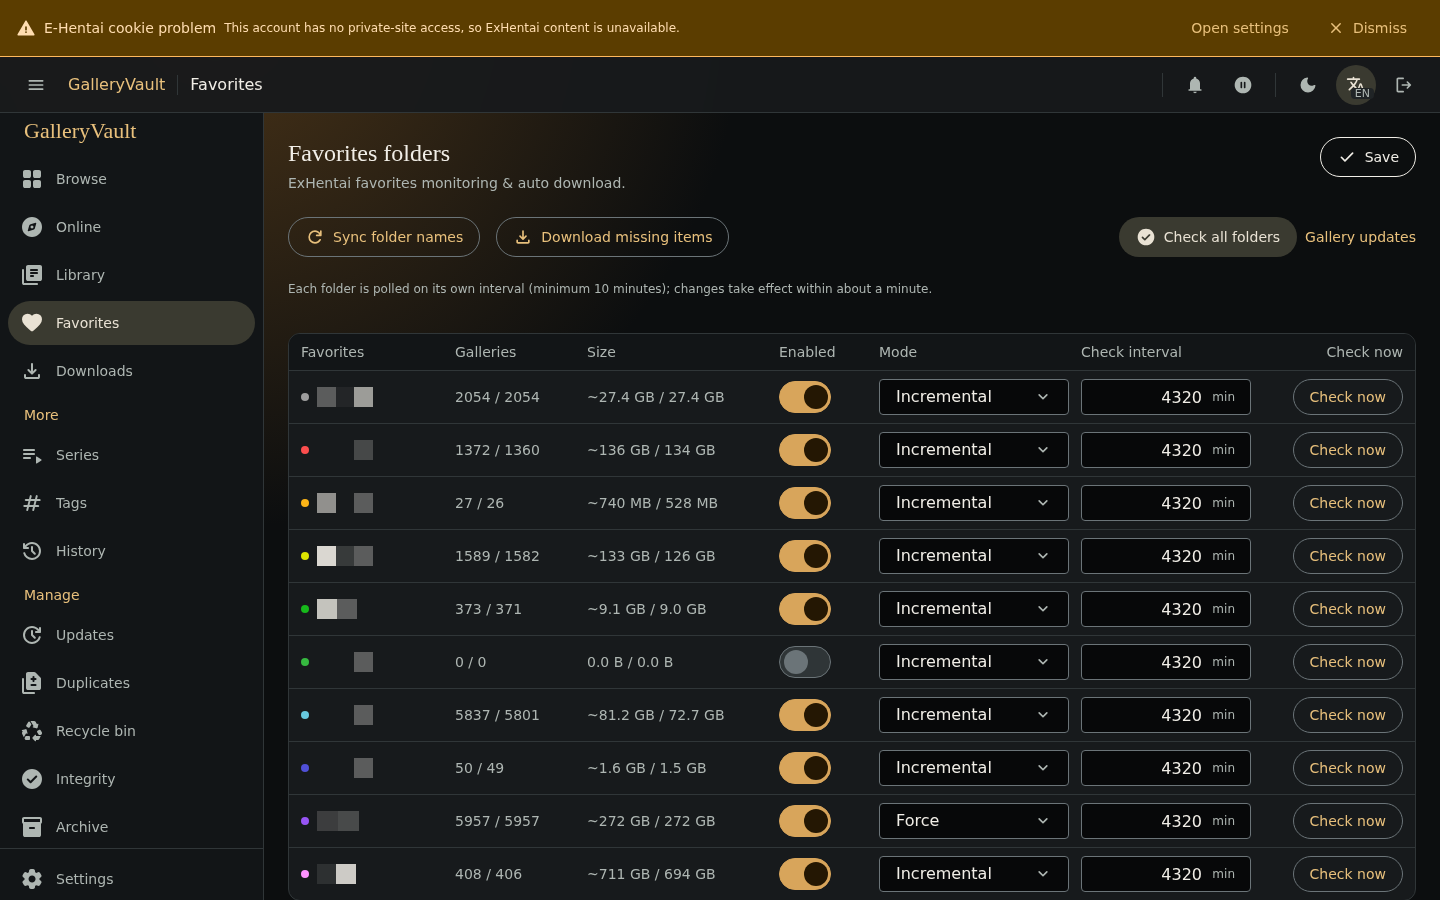 E-Hentai cookie problem This account has no private-site access, so ExHentai content is unavailable. Open settings Dismiss
GalleryVault Favorites EN
GalleryVault
Browse
Online
Library
Favorites
Downloads
More
Series
Tags
History
Manage
Updates
Duplicates
Recycle bin
Integrity
Archive
Settings
Favorites folders Save
ExHentai favorites monitoring & auto download.
Sync folder names Download missing items Check all folders Gallery updates
Each folder is polled on its own interval (minimum 10 minutes); changes take effect within about a minute.
Favorites Galleries Size Enabled Mode Check interval Check now
2054 / 2054 ~27.4 GB / 27.4 GB Incremental 4320 min Check now
1372 / 1360 ~136 GB / 134 GB Incremental 4320 min Check now
27 / 26 ~740 MB / 528 MB Incremental 4320 min Check now
1589 / 1582 ~133 GB / 126 GB Incremental 4320 min Check now
373 / 371 ~9.1 GB / 9.0 GB Incremental 4320 min Check now
0 / 0 0.0 B / 0.0 B Incremental 4320 min Check now
5837 / 5801 ~81.2 GB / 72.7 GB Incremental 4320 min Check now
50 / 49 ~1.6 GB / 1.5 GB Incremental 4320 min Check now
5957 / 5957 ~272 GB / 272 GB Force 4320 min Check now
408 / 406 ~711 GB / 694 GB Incremental 4320 min Check now